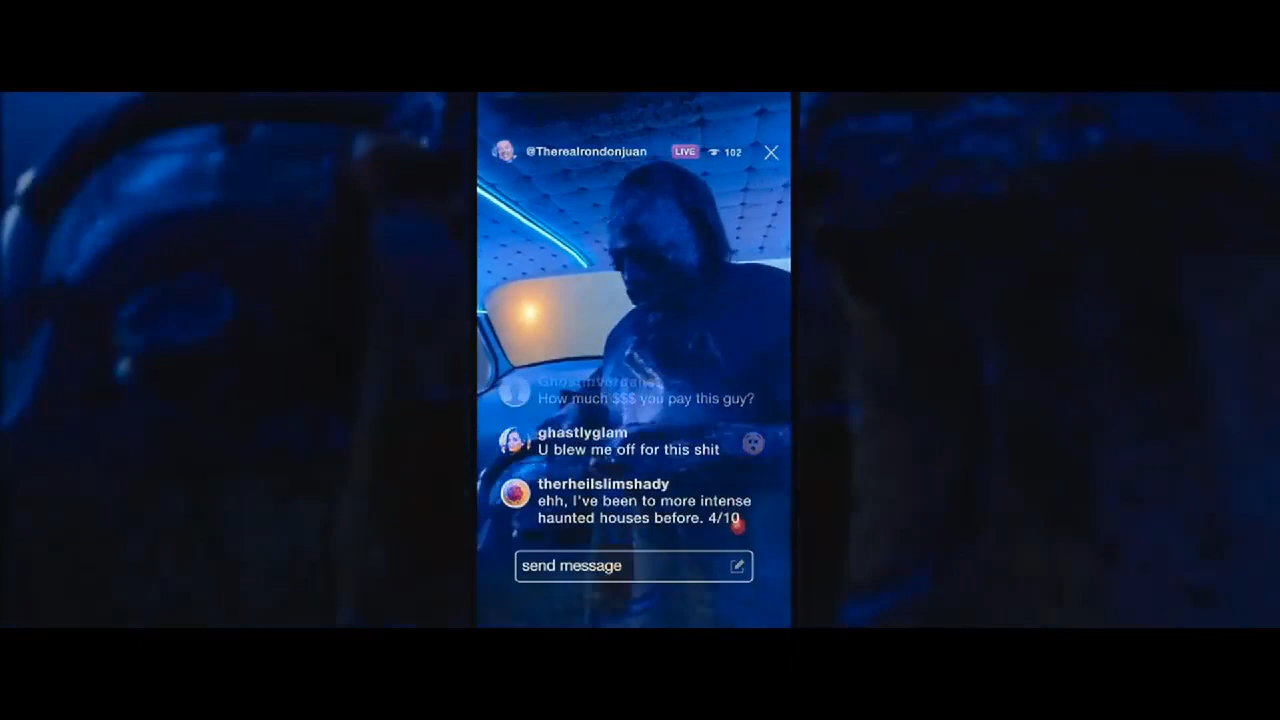 @Therealrondonjuan LIVE 102
How much $$$ you pay this guy?
ghastlyglam
U blew me off for this shit
therheilslimshady
ehh, I've been to more intense
haunted houses before. 4/10
send message